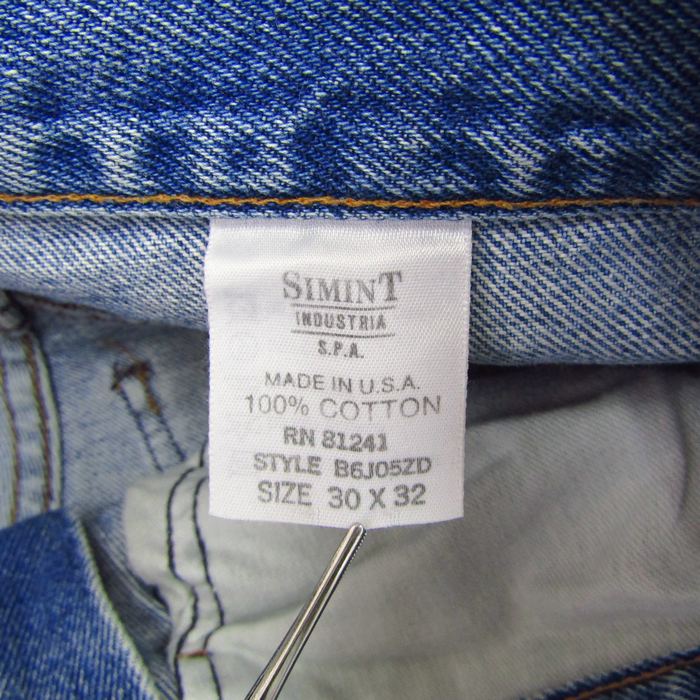 SIMINT
INDUSTRIA
S.P.A.
MADE IN U.S.A.
100% COTTON
RN 81241
STYLE B6J05ZD
SIZE 30 X 32